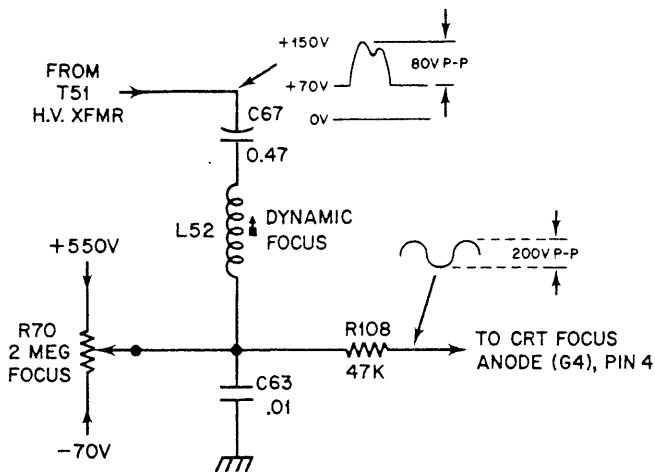 +150V
80V P-P
+70V
0V
FROM
T51
H.V. XFMR
C67
0.47
L52
DYNAMIC
FOCUS
+550V
200V P-P
R70
2 MEG
FOCUS
R108
47K
TO CRT FOCUS
ANODE (G4), PIN 4
C63
.01
-70V